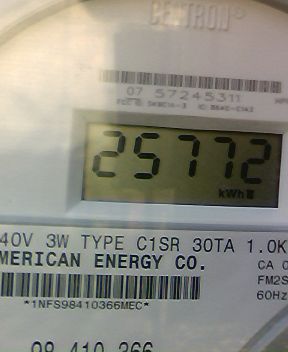 CENTRON®
07 57245311
25772
kWh
40V 3W TYPE C1SR 30TA 1.0K
MERICAN ENERGY CO.
CA 0
FM2S
*1NFS98410366MEC*
60Hz
98 410 366